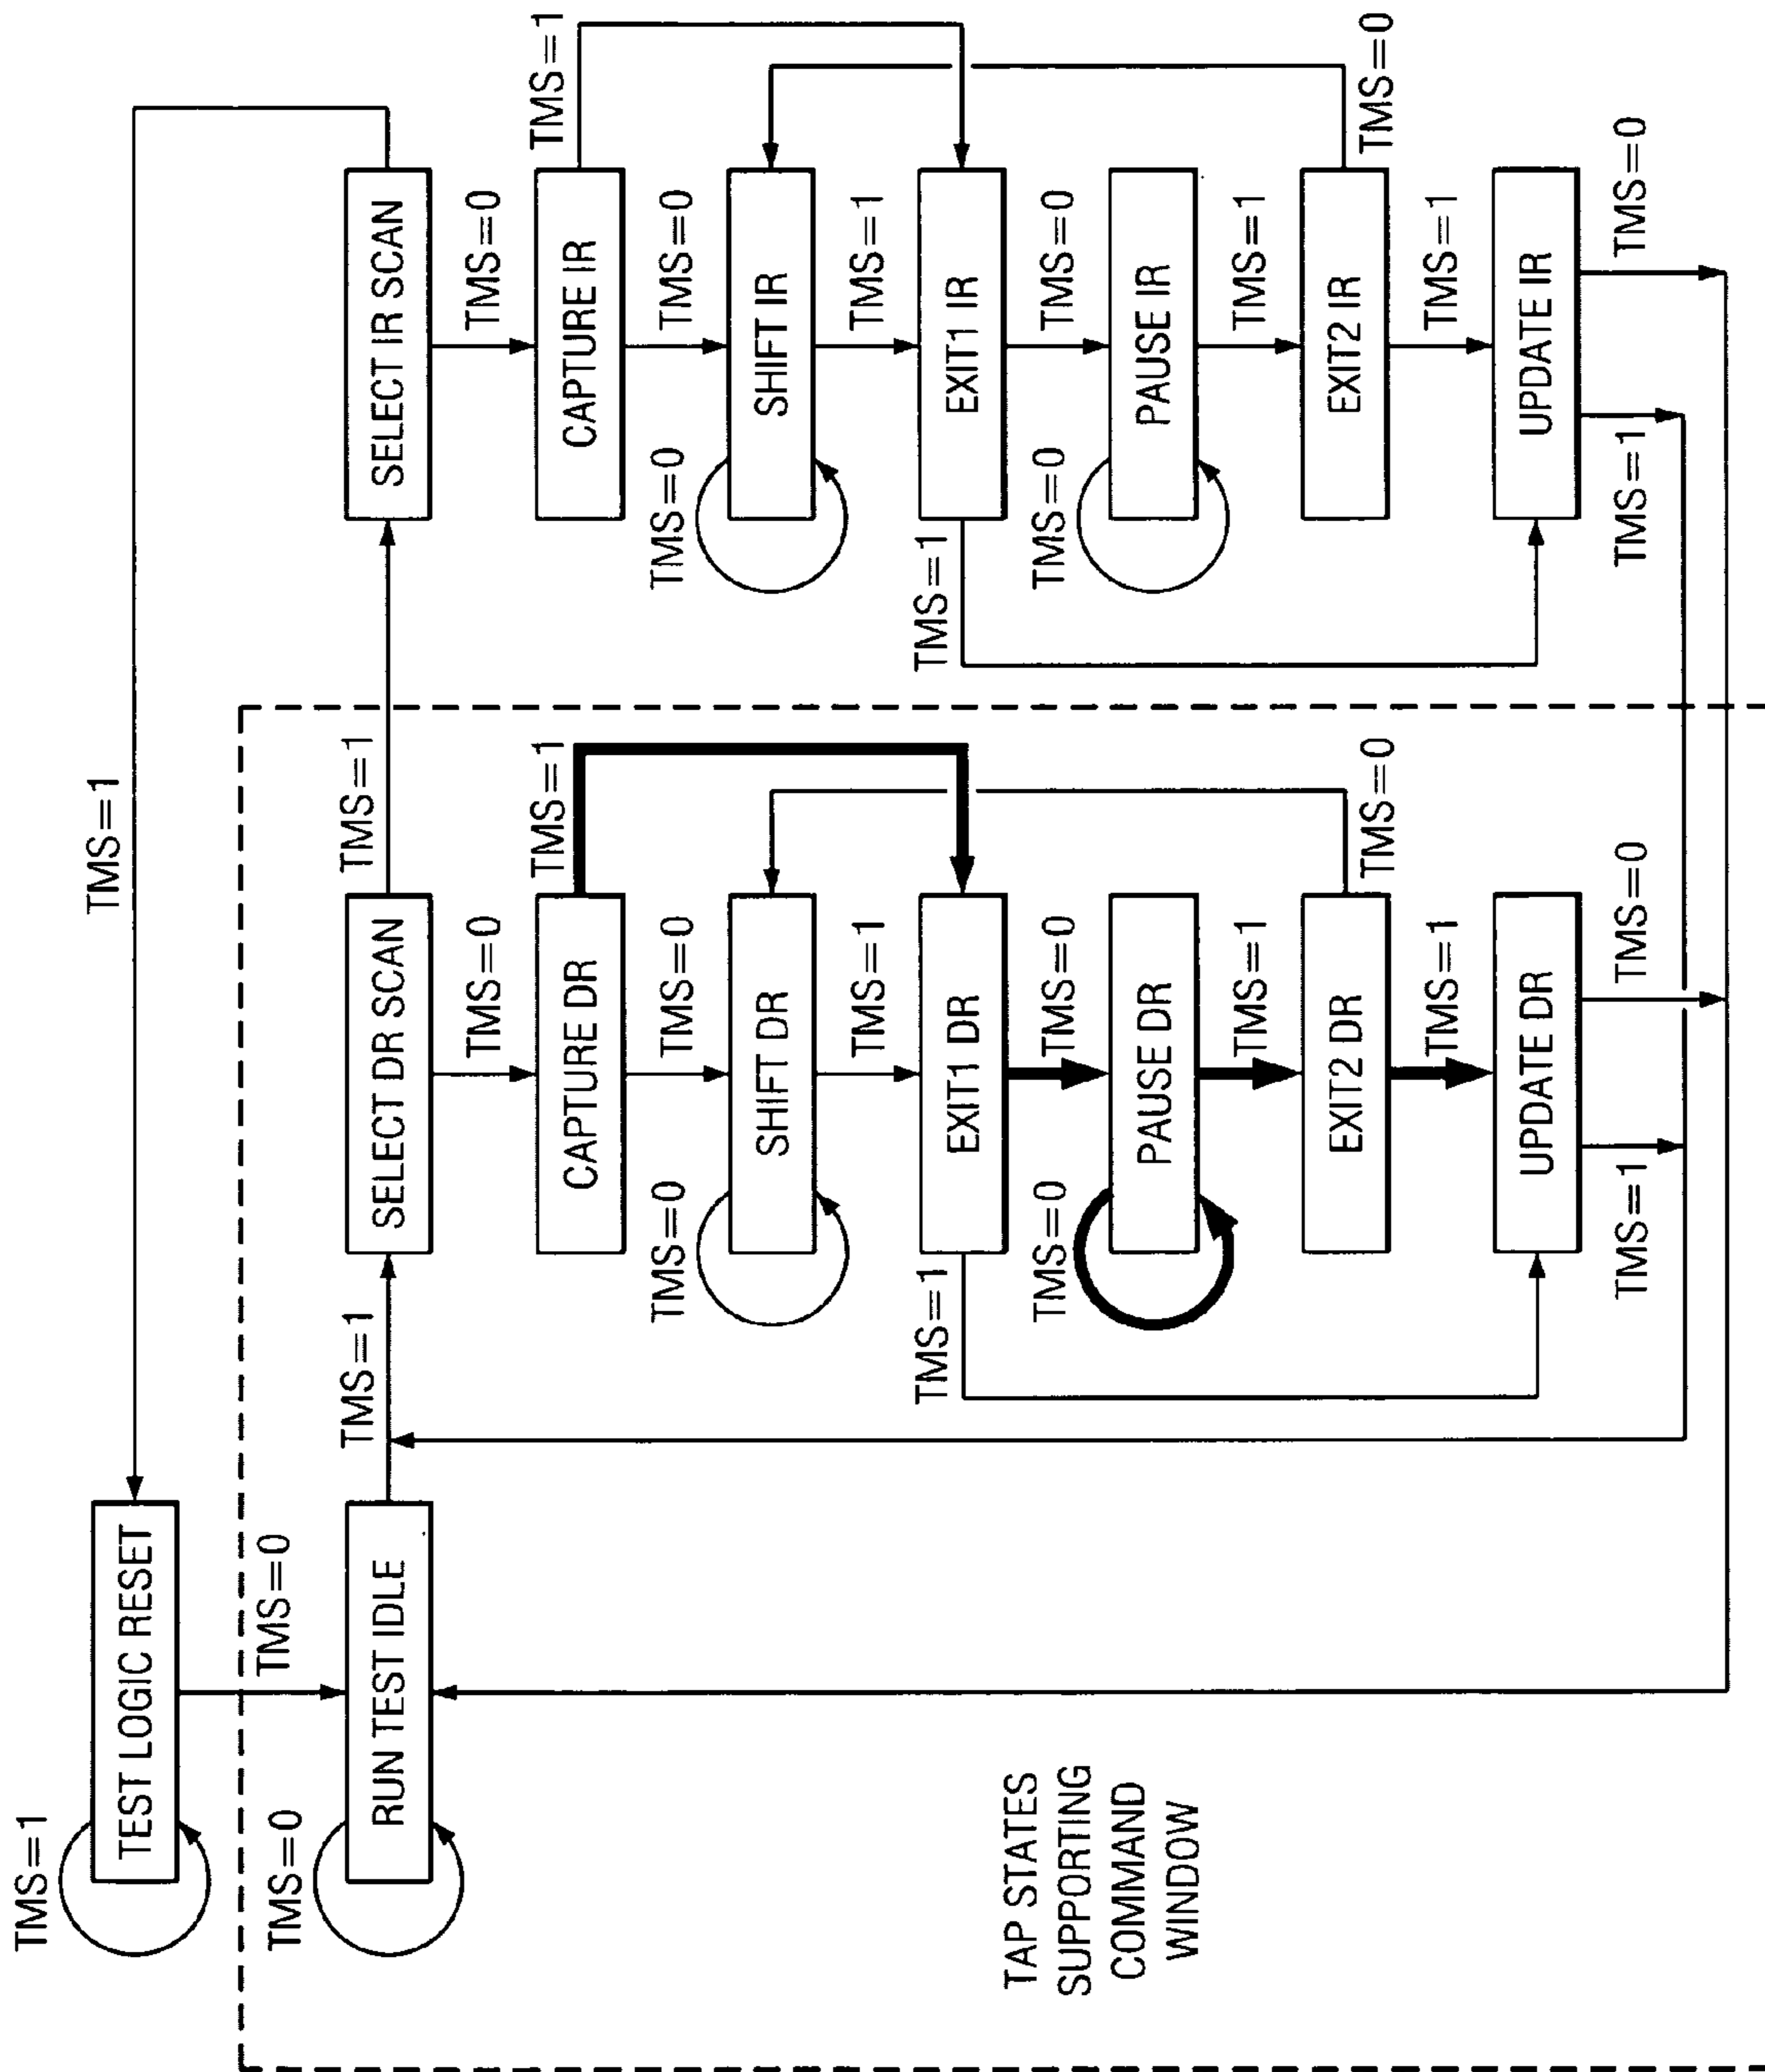 TMS=1
TEST LOGIC RESET
TMS=1
TMS=0
TMS=0
RUN TEST IDLE
TMS=1
SELECT DR SCAN
TMS=1
SELECT IR SCAN
TMS=0
TMS=0
CAPTURE DR
TMS=1
CAPTURE IR
TMS=1
TMS=0
TMS=0
TMS=0
TMS=0
SHIFT DR
SHIFT IR
TMS=1
TMS=1
TMS=1
EXIT1 DR
TMS=1
EXIT1 IR
TMS=0
TMS=0
TMS=0
TMS=0
PAUSE DR
PAUSE IR
TMS=1
TMS=1
EXIT2 DR
TMS=0
EXIT2 IR
TMS=0
TMS=1
TMS=1
UPDATE DR
UPDATE IR
TMS=1
TMS=0
TMS=1
TMS=0
TAP STATES
SUPPORTING
COMMAND
WINDOW